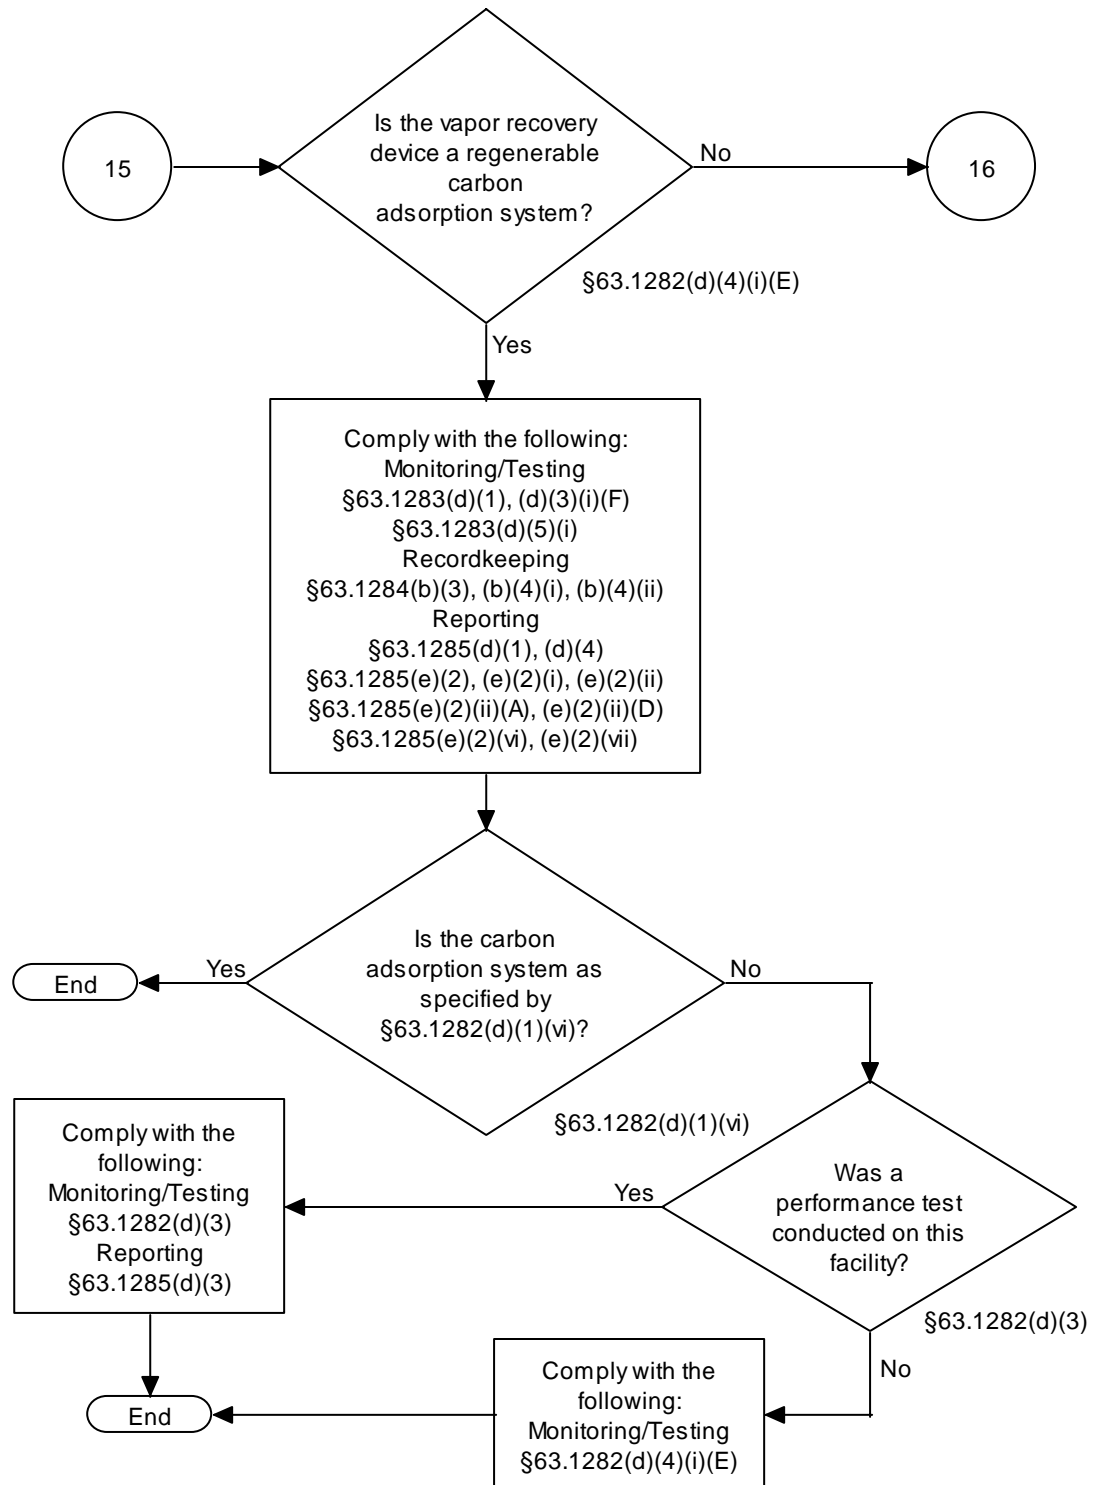 Is the vapor recovery
device a regenerable
carbon
adsorption system?
15
No
16
§63.1282(d)(4)(i)(E)
Yes
Comply with the following:
Monitoring/Testing
§63.1283(d)(1), (d)(3)(i)(F)
§63.1283(d)(5)(i)
Recordkeeping
§63.1284(b)(3), (b)(4)(i), (b)(4)(ii)
Reporting
§63.1285(d)(1), (d)(4)
§63.1285(e)(2), (e)(2)(i), (e)(2)(ii)
§63.1285(e)(2)(ii)(A), (e)(2)(ii)(D)
§63.1285(e)(2)(vi), (e)(2)(vii)
Is the carbon
adsorption system as
specified by
§63.1282(d)(1)(vi)?
Yes
End
No
§63.1282(d)(1)(vi)
Was a
performance test
conducted on this
facility?
Yes
§63.1282(d)(3)
Comply with the
following:
Monitoring/Testing
§63.1282(d)(3)
Reporting
§63.1285(d)(3)
No
Comply with the
following:
Monitoring/Testing
§63.1282(d)(4)(i)(E)
End